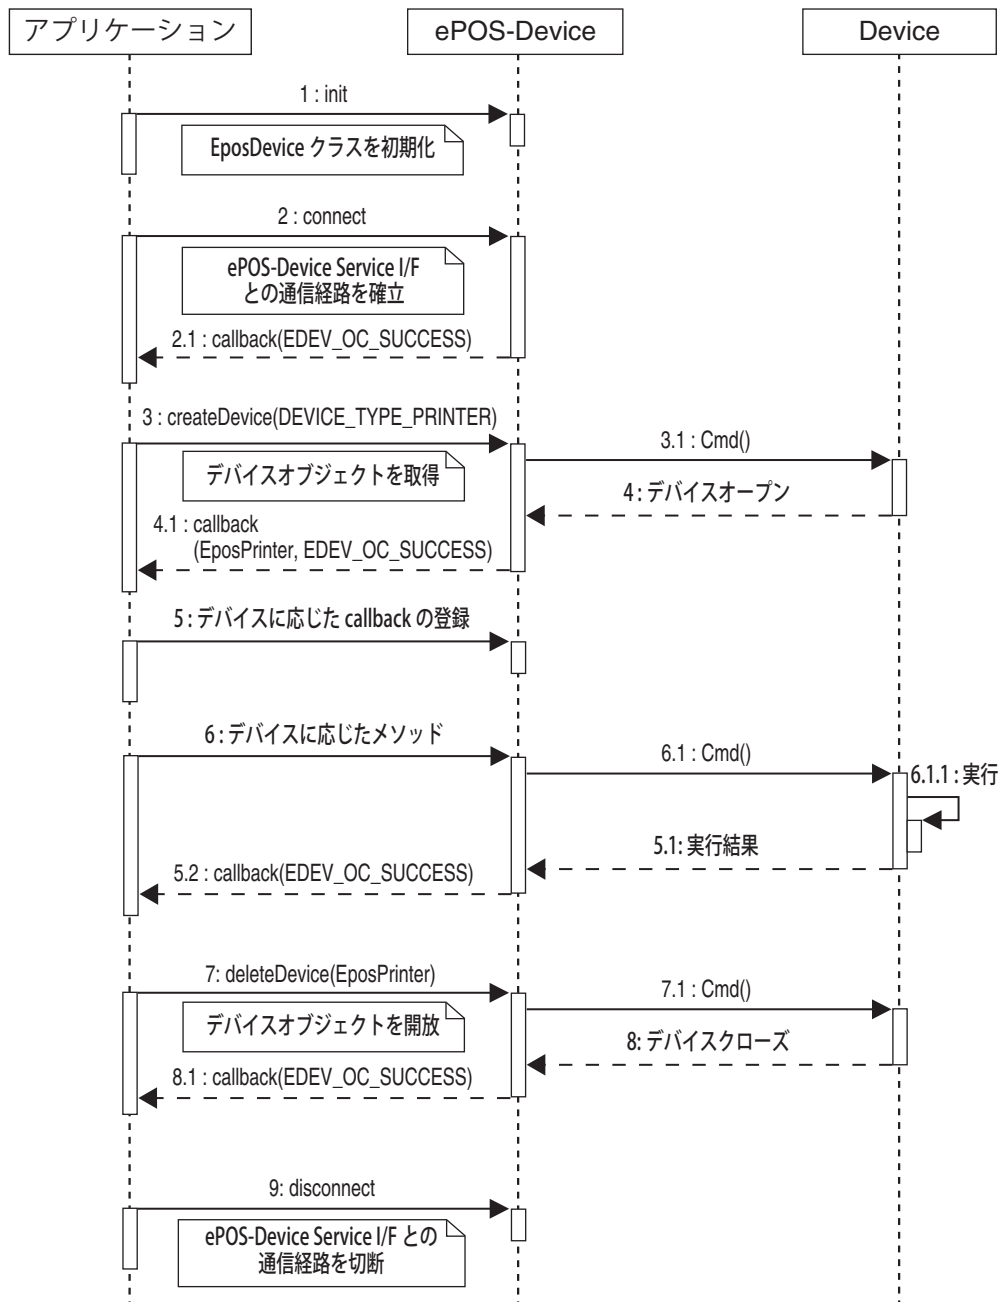 アプリケーション
ePOS-Device
Device
1 : init
EposDevice クラスを初期化
2 : connect
ePOS-Device Service I/F
との通信経路を確立
2.1 : callback(EDEV_OC_SUCCESS)
3 : createDevice(DEVICE_TYPE_PRINTER)
3.1 : Cmd()
デバイスオブジェクトを取得
4 : デバイスオープン
4.1 : callback
(EposPrinter, EDEV_OC_SUCCESS)
5 : デバイスに応じた callback の登録
6 : デバイスに応じたメソッド
6.1 : Cmd()
6.1.1 : 実行
5.1: 実行結果
5.2 : callback(EDEV_OC_SUCCESS)
7: deleteDevice(EposPrinter)
7.1 : Cmd()
デバイスオブジェクトを開放
8: デバイスクローズ
8.1 : callback(EDEV_OC_SUCCESS)
9: disconnect
ePOS-Device Service I/F との
通信経路を切断